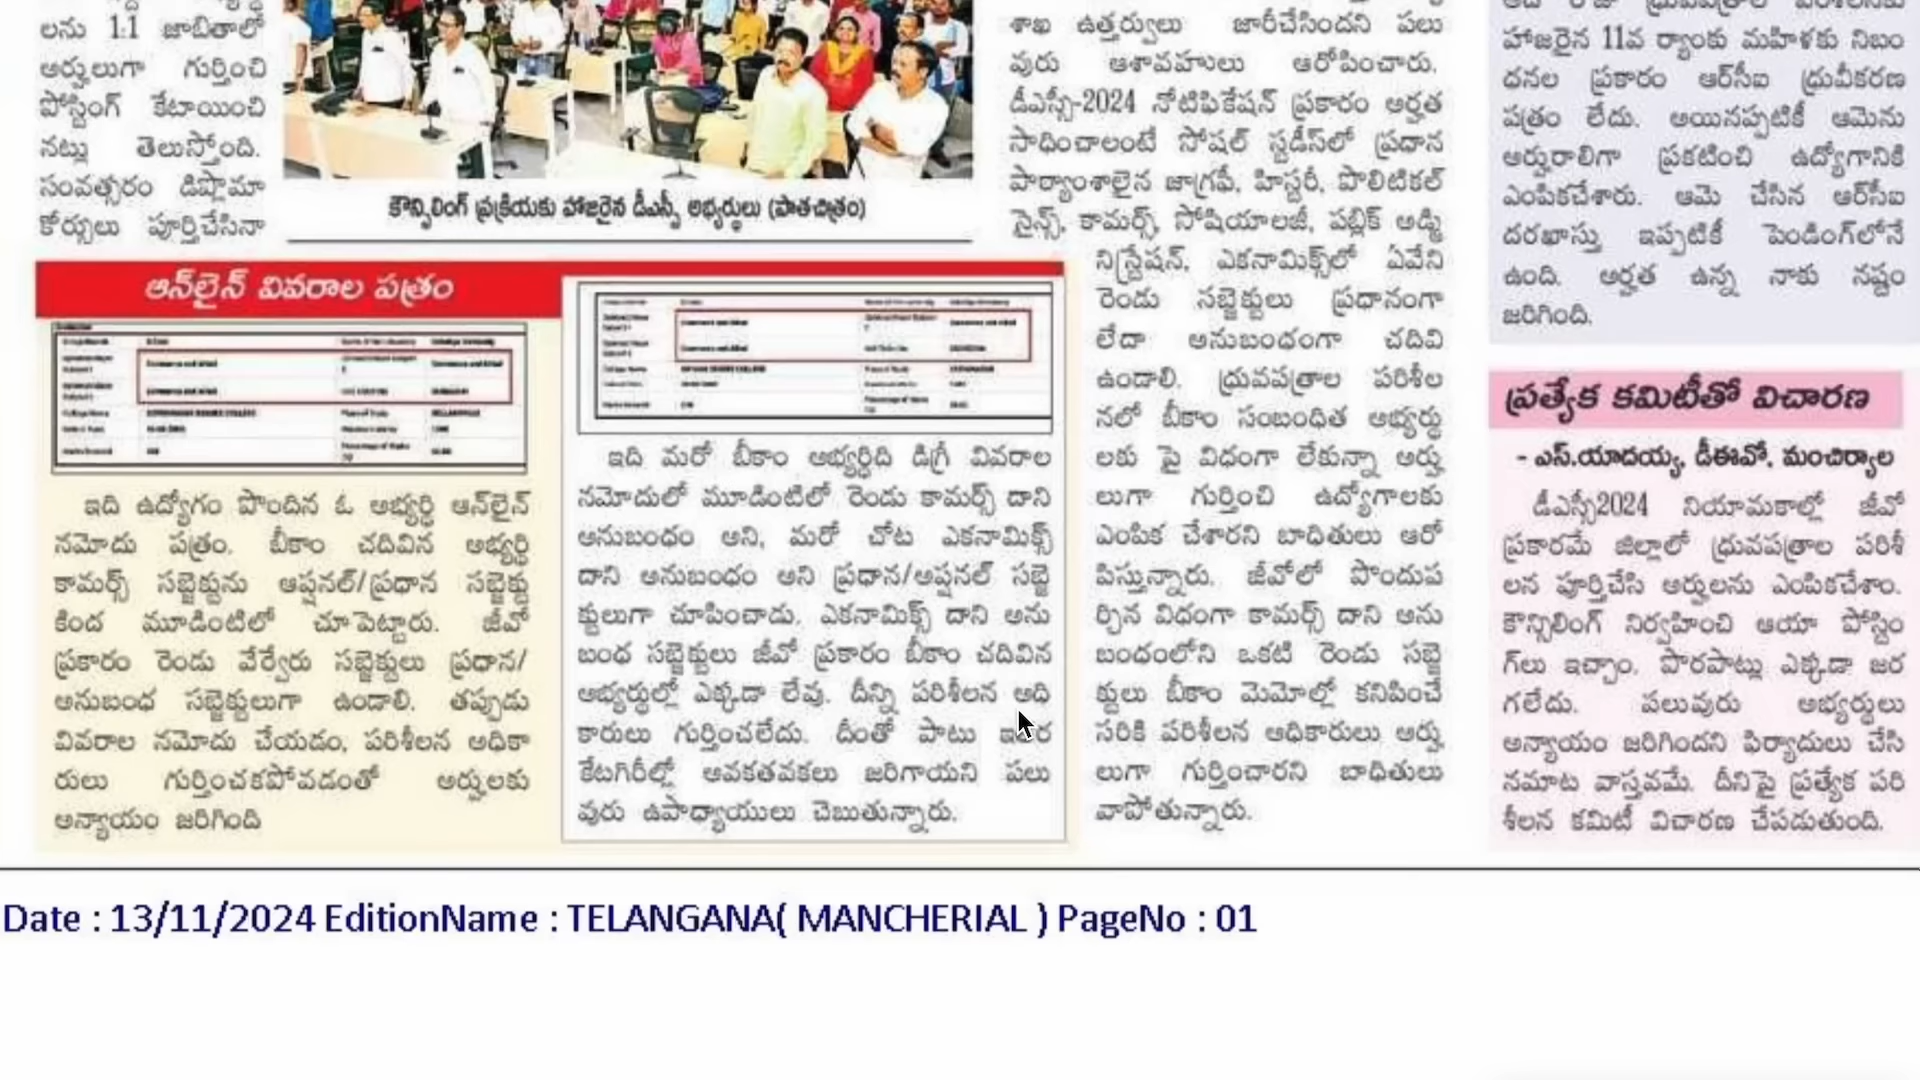 లను 1:1 జాబితాలో
అర్హులుగా గుర్తించి
పోస్టింగ్ కేటాయించి
నట్లు తెలుస్తోంది.
సంవత్సరం డిప్లొమా
కోర్సులు పూర్తిచేసినా
కౌన్సిలింగ్ ప్రక్రియకు హాజరైన డీఎస్సీ అభ్యర్థులు (పాతచిత్రం)
ఆన్‌లైన్ వివరాల పత్రం
ఇది ఉద్యోగం పొందిన ఓ అభ్యర్థి ఆన్‌లైన్
నమోదు పత్రం. బీకాం చదివిన అభ్యర్థి
కామర్స్ సబ్జెక్టును ఆప్షనల్/ప్రధాన సబ్జెక్టు
కింద మూడింటిలో చూపెట్టారు. జీవో
ప్రకారం రెండు వేర్వేరు సబ్జెక్టులు ప్రధాన/
అనుబంధ సబ్జెక్టులుగా ఉండాలి. తప్పుడు
వివరాల నమోదు చేయడం, పరిశీలన అధికా
రులు గుర్తించకపోవడంతో అర్హులకు
అన్యాయం జరిగింది
ఇది మరో బీకాం అభ్యర్థిది డిగ్రీ వివరాల
నమోదులో మూడింటిలో రెండు కామర్స్ దాని
అనుబంధం అని, మరో చోట ఎకనామిక్స్
దాని అనుబంధం అని ప్రధాన/అప్షనల్ సబ్జె
క్టులుగా చూపించాడు. ఎకనామిక్స్ దాని అను
బంధ సబ్జెక్టులు జీవో ప్రకారం బీకాం చదివిన
అభ్యర్థుల్లో ఎక్కడా లేవు. దీన్ని పరిశీలన అధి
కారులు గుర్తించలేదు. దీంతో పాటు ఇతర
కేటగిరీల్లో అవకతవకలు జరిగాయని పలు
వురు ఉపాధ్యాయులు చెబుతున్నారు.
శాఖ ఉత్తర్వులు జారీచేసిందని పలు
వురు ఆశావహులు ఆరోపించారు.
డీఎస్సీ-2024 నోటిఫికేషన్ ప్రకారం అర్హత
సాధించాలంటే సోషల్ స్టడీస్‌లో ప్రధాన
పాఠ్యాంశాలైన జాగ్రఫీ, హిస్టరీ, పొలిటికల్
సైన్స్, కామర్స్, సోషియాలజీ, పబ్లిక్ అడ్మి
నిస్ట్రేషన్, ఎకనామిక్స్‌లో ఏవేని
రెండు సబ్జెక్టులు ప్రధానంగా
లేదా అనుబంధంగా చదివి
ఉండాలి. ధ్రువపత్రాల పరిశీల
నలో బీకాం సంబంధిత అభ్యర్థు
లకు పై విధంగా లేకున్నా అర్హు
లుగా గుర్తించి ఉద్యోగాలకు
ఎంపిక చేశారని బాధితులు ఆరో
పిస్తున్నారు. జీవోలో పొందుప
ర్చిన విధంగా కామర్స్ దాని అను
బంధంలోని ఒకటి రెండు సబ్జె
క్టులు బీకాం మెమోల్లో కనిపించే
సరికి పరిశీలన అధికారులు అర్హు
లుగా గుర్తించారని బాధితులు
వాపోతున్నారు.
హాజరైన 11వ ర్యాంకు మహిళకు నిబం
ధనల ప్రకారం ఆర్‌సీఐ ధ్రువీకరణ
పత్రం లేదు. అయినప్పటికీ ఆమెను
అర్హురాలిగా ప్రకటించి ఉద్యోగానికి
ఎంపికచేశారు. ఆమె చేసిన ఆర్‌సీఐ
దరఖాస్తు ఇప్పటికీ పెండింగ్‌లోనే
ఉంది. అర్హత ఉన్న నాకు నష్టం
జరిగింది.
ప్రత్యేక కమిటీతో విచారణ
- ఎస్.యాదయ్య, డీఈవో, మంచిర్యాల
డీఎస్సీ2024 నియామకాల్లో జీవో
ప్రకారమే జిల్లాలో ధ్రువపత్రాల పరిశీ
లన పూర్తిచేసి అర్హులను ఎంపికచేశాం.
కౌన్సిలింగ్ నిర్వహించి ఆయా పోస్టిం
గ్‌లు ఇచ్చాం. పొరపాట్లు ఎక్కడా జర
గలేదు. పలువురు అభ్యర్థులు
అన్యాయం జరిగిందని ఫిర్యాదులు చేసి
నమాట వాస్తవమే. దీనిపై ప్రత్యేక పరి
శీలన కమిటీ విచారణ చేపడుతుంది.
Date : 13/11/2024 EditionName : TELANGANA( MANCHERIAL ) PageNo : 01